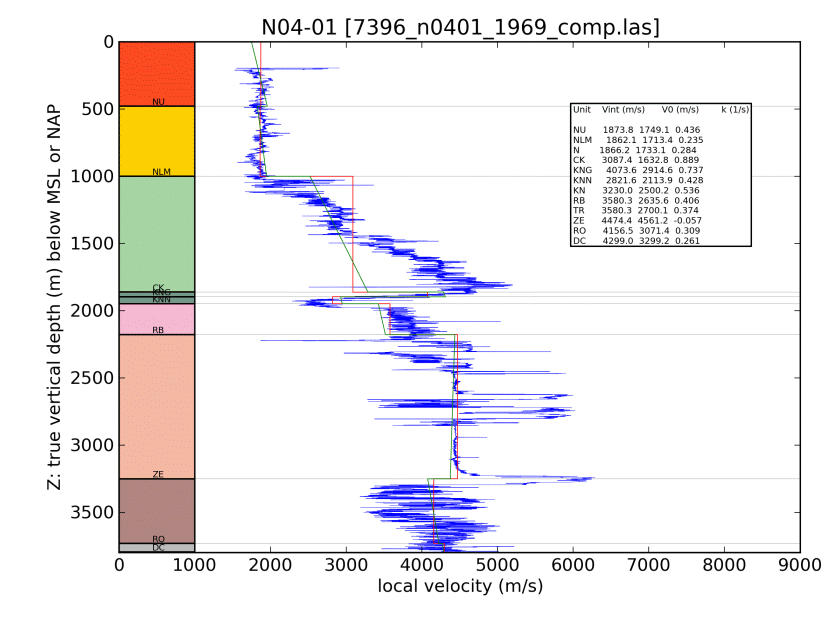 N04-01 [7396_n0401_1969_comp.las]
Z: true vertical depth (m) below MSL or NAP
0
500
1000
1500
2000
2500
3000
3500
NU
NLM
CK
KNG
KNN
RB
ZE
RO
DC
Unit Vint (m/s) V0 (m/s) k (1/s)
NU 1873.8 1749.1 0.436
NLM 1862.1 1713.4 0.235
N 1866.2 1733.1 0.284
CK 3087.4 1632.8 0.889
KNG 4073.6 2914.6 0.737
KNN 2821.6 2113.9 0.428
KN 3230.0 2500.2 0.536
RB 3580.3 2635.6 0.406
TR 3580.3 2700.1 0.374
ZE 4474.4 4561.2 -0.057
RO 4156.5 3071.4 0.309
DC 4299.0 3299.2 0.261
0 1000 2000 3000 4000 5000 6000 7000 8000 9000
local velocity (m/s)